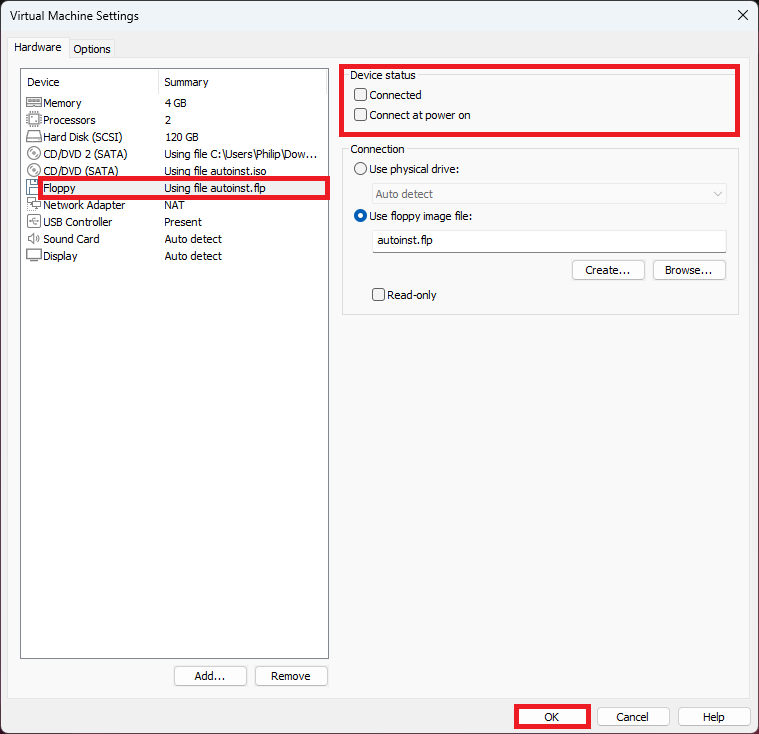 Virtual Machine Settings
Hardware Options
Device Summary
Memory 4 GB
Processors 2
Hard Disk (SCSI) 120 GB
CD/DVD 2 (SATA) Using file C:\Users\Philip\Dow...
CD/DVD (SATA) Using file autoinst.iso
Floppy Using file autoinst.flp
Network Adapter NAT
USB Controller Present
Sound Card Auto detect
Display Auto detect
Add... Remove
Device status
Connected
Connect at power on
Connection
Use physical drive:
Auto detect
Use floppy image file:
autoinst.flp
Create... Browse...
Read-only
OK Cancel Help